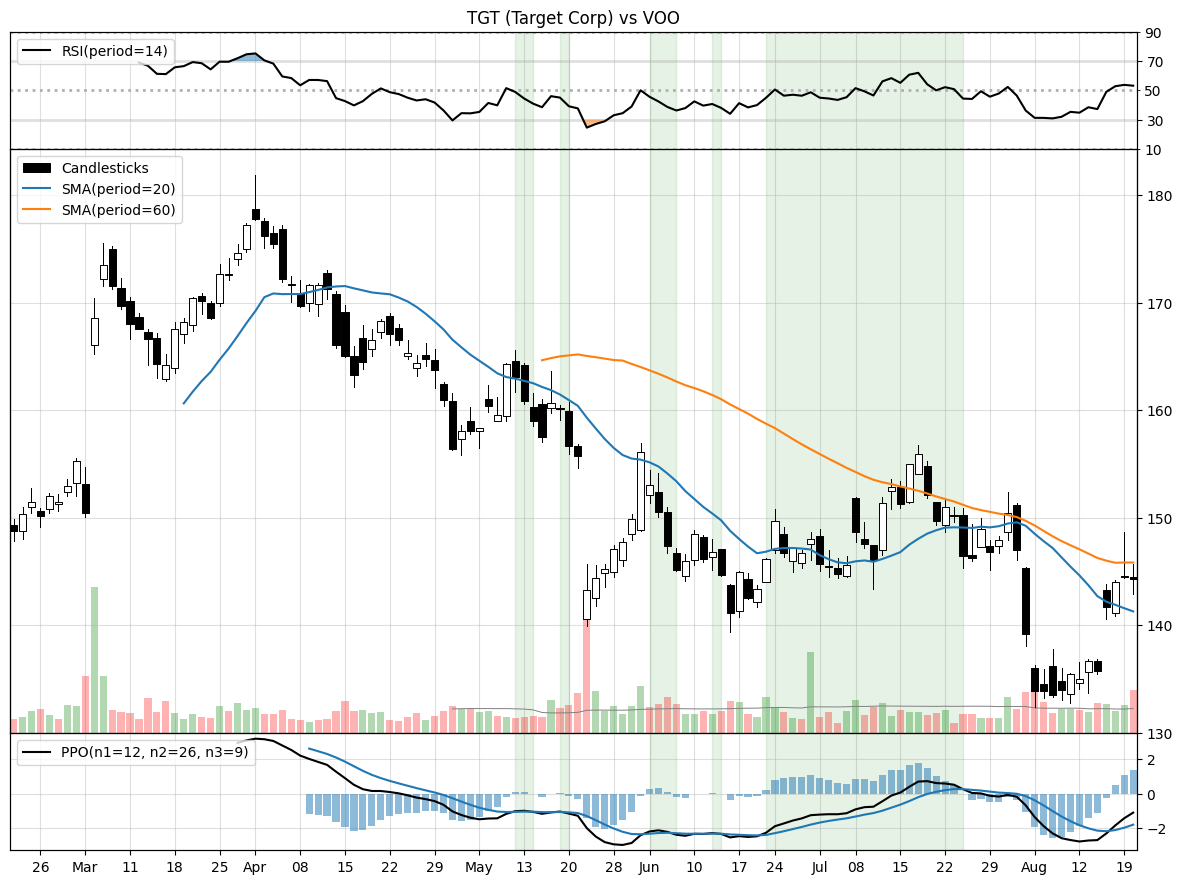 TGT (Target Corp) vs VOO
RSI(period=14)
90
70
50
30
10
Candlesticks
SMA(period=20)
SMA(period=60)
180
170
160
150
140
130
PPO(n1=12, n2=26, n3=9)
2
0
−2
26 Mar 11 18 25 Apr 08 15 22 29 May 13 20 28 Jun 10 17 24 Jul 08 15 22 29 Aug 12 19